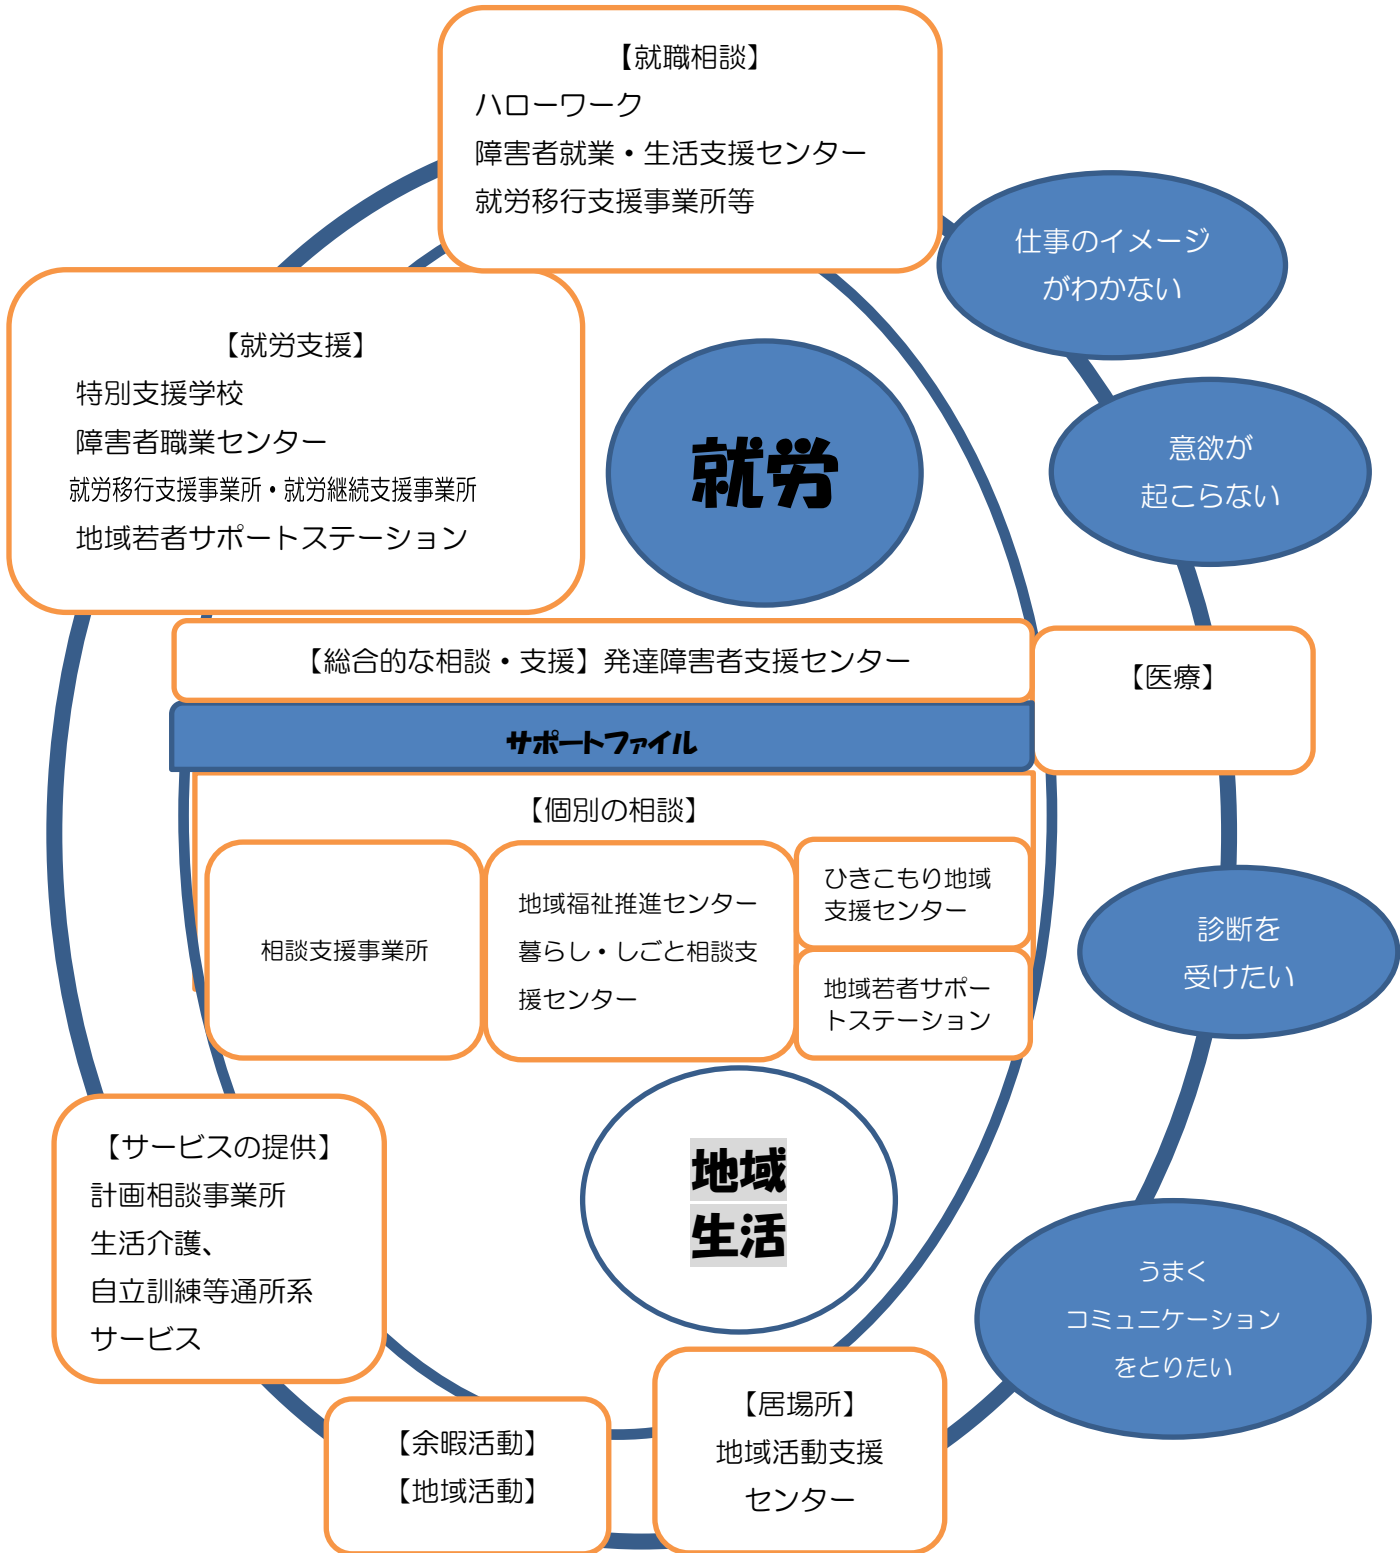 【就職相談】
ハローワーク
障害者就業・生活支援センター
就労移行支援事業所等
仕事のイメージ
がわかない
【就労支援】
特別支援学校
障害者職業センター
就労移行支援事業所・就労継続支援事業所
地域若者サポートステーション
就労
意欲が
起こらない
【総合的な相談・支援】発達障害者支援センター
【医療】
サポートファイル
【個別の相談】
相談支援事業所
地域福祉推進センター
暮らし・しごと相談支
援センター
ひきこもり地域
支援センター
地域若者サポー
トステーション
診断を
受けたい
【サービスの提供】
計画相談事業所
生活介護、
自立訓練等通所系
サービス
地域
生活
うまく
コミュニケーション
をとりたい
【余暇活動】
【地域活動】
【居場所】
地域活動支援
センター